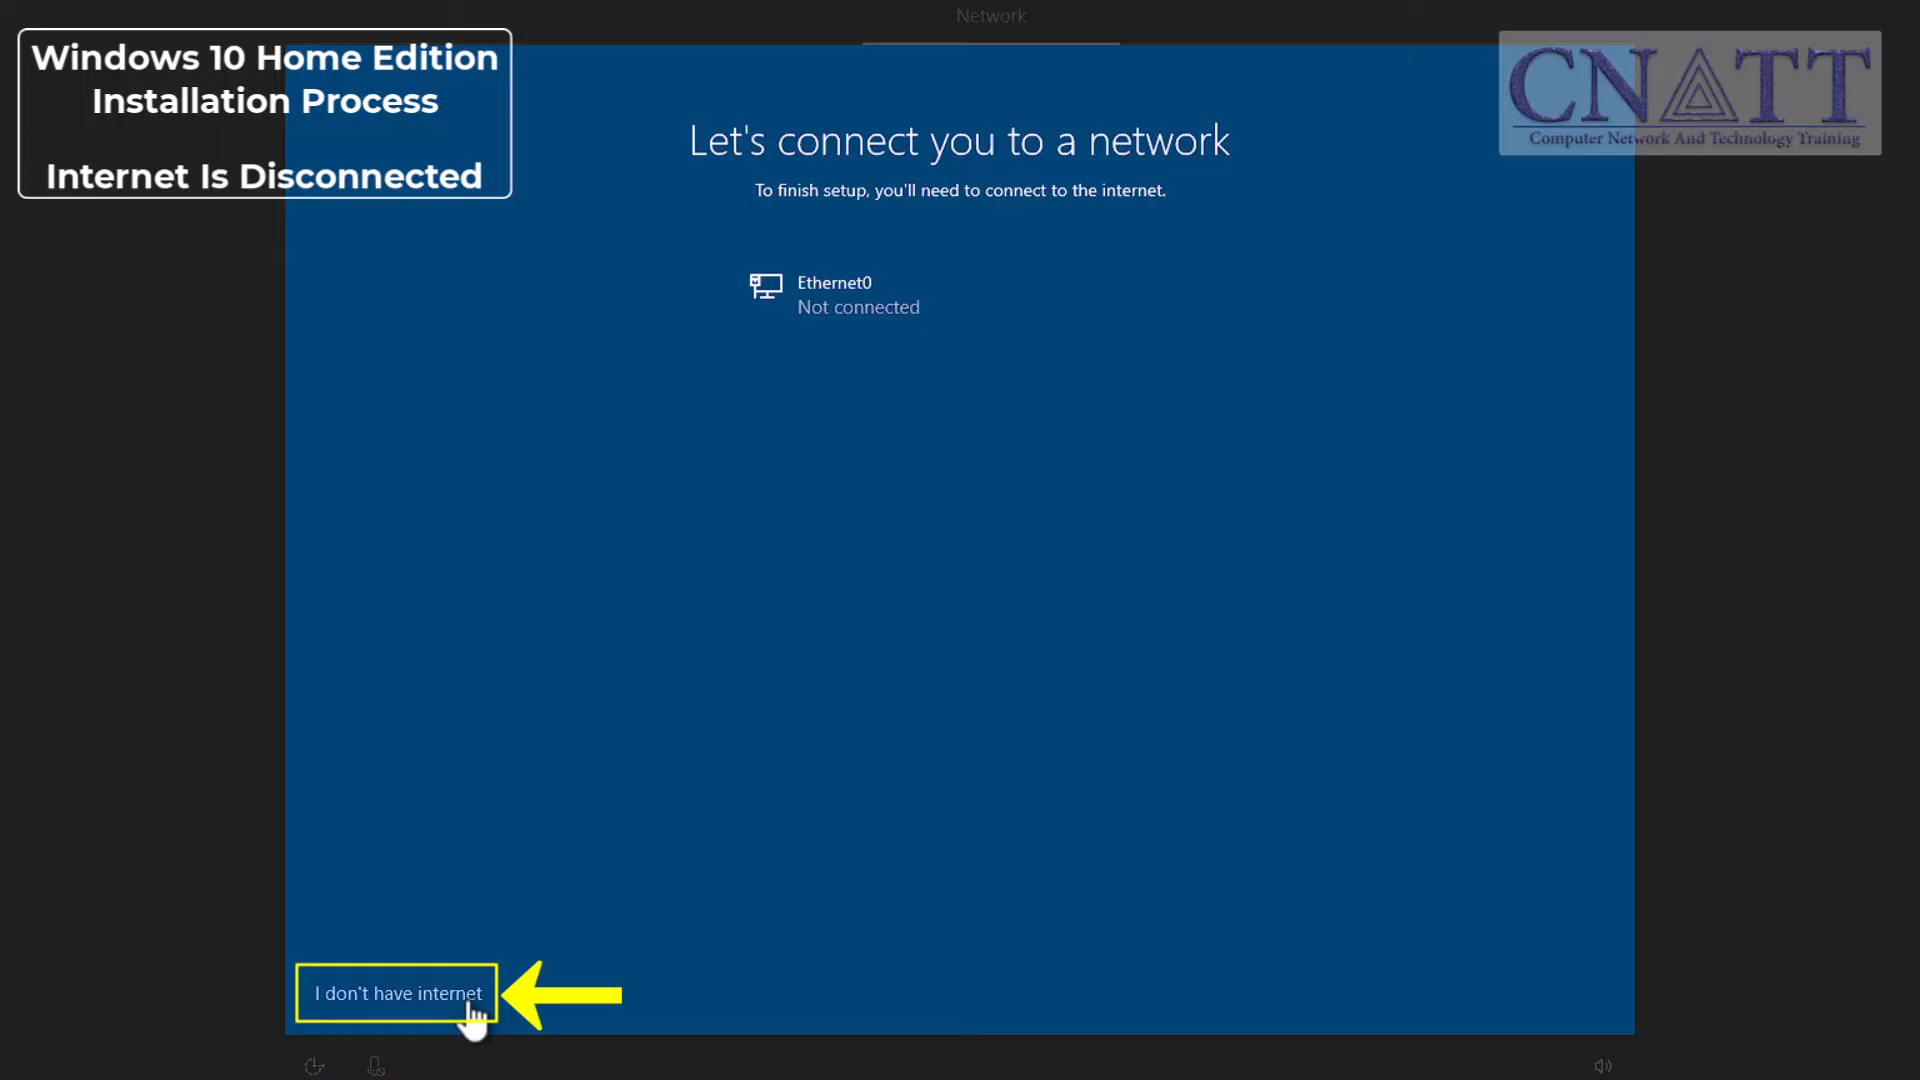 Network
Windows 10 Home Edition
Installation Process
Internet Is Disconnected
CNATT
Computer Network And Technology Training
Let's connect you to a network
To finish setup, you'll need to connect to the internet.
Ethernet0
Not connected
I don't have internet